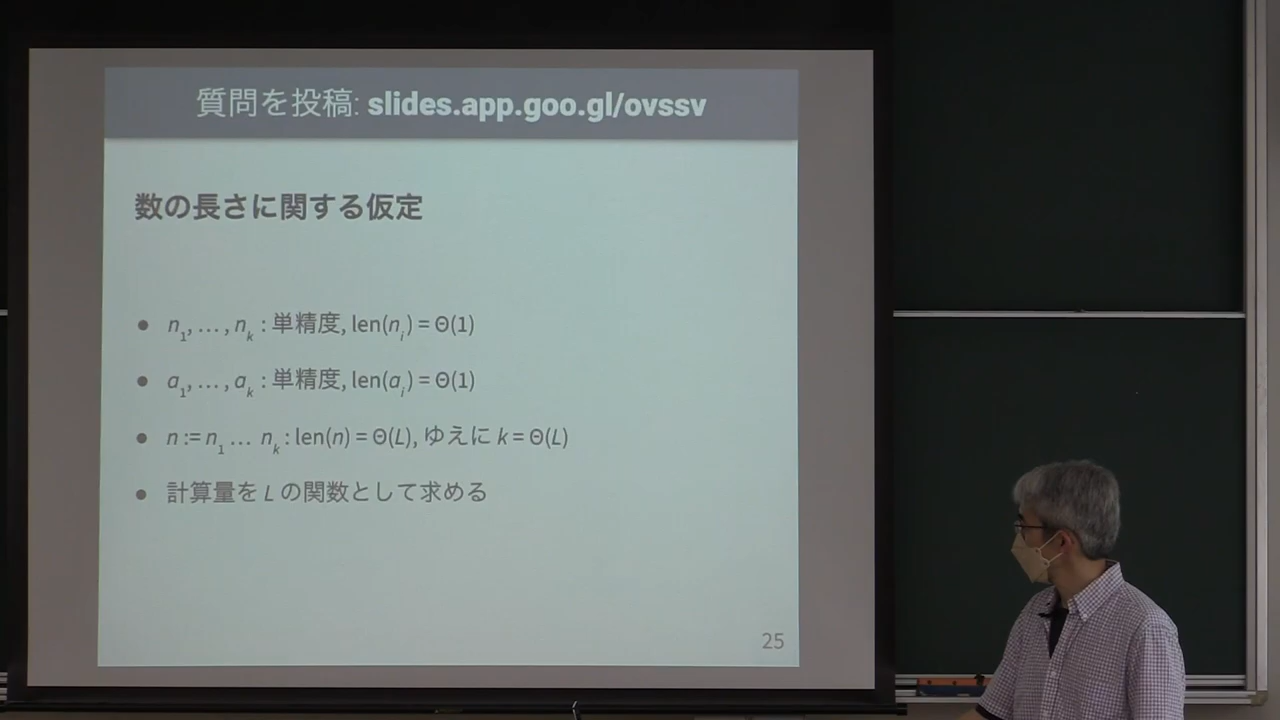 質問を投稿: slides.app.goo.gl/ovssv
数の長さに関する仮定
● n₁, … , nₖ : 単精度, len(nᵢ) = Θ(1)
● a₁, … , aₖ : 単精度, len(aᵢ) = Θ(1)
● n := n₁ … nₖ : len(n) = Θ(L), ゆえに k = Θ(L)
● 計算量を L の関数として求める
25